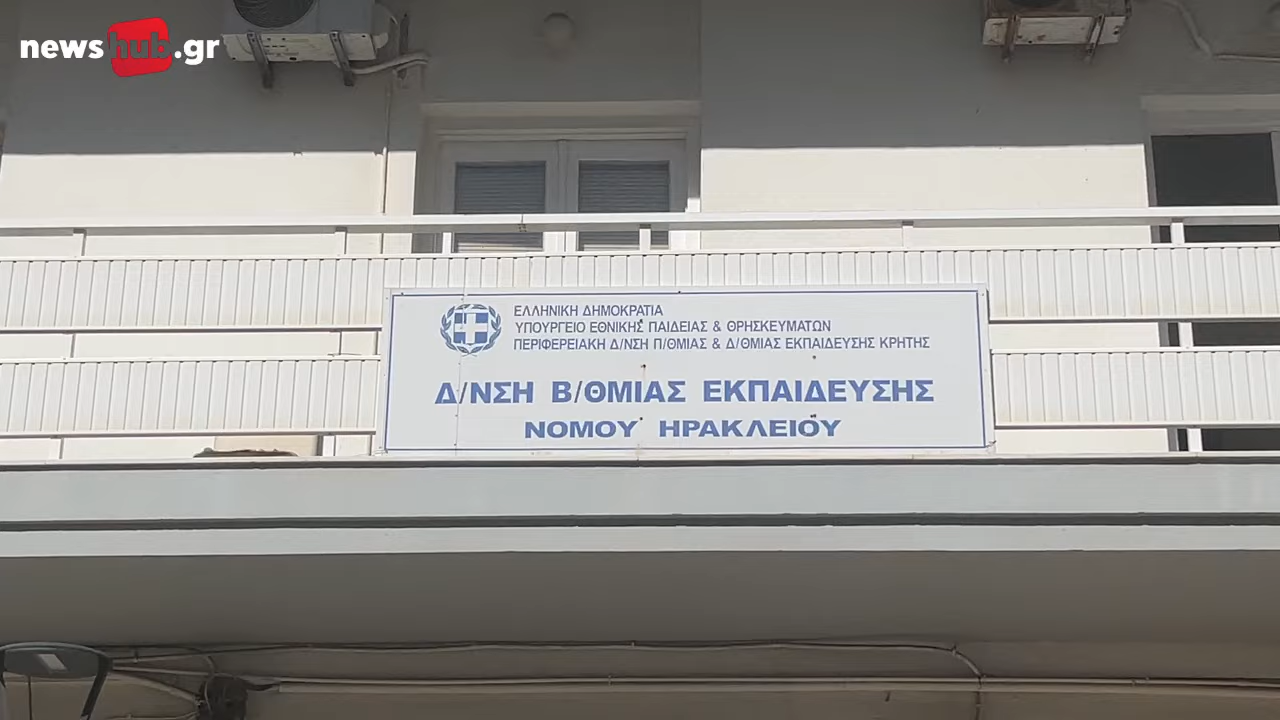 newshub.gr
ΕΛΛΗΝΙΚΗ ΔΗΜΟΚΡΑΤΙΑ
ΥΠΟΥΡΓΕΙΟ ΕΘΝΙΚΗΣ ΠΑΙΔΕΙΑΣ & ΘΡΗΣΚΕΥΜΑΤΩΝ
ΠΕΡΙΦΕΡΕΙΑΚΗ Δ/ΝΣΗ Π/ΘΜΙΑΣ & Δ/ΘΜΙΑΣ ΕΚΠΑΙΔΕΥΣΗΣ ΚΡΗΤΗΣ
Δ/ΝΣΗ Β/ΘΜΙΑΣ ΕΚΠΑΙΔΕΥΣΗΣ
ΝΟΜΟΥ ΗΡΑΚΛΕΙΟΥ